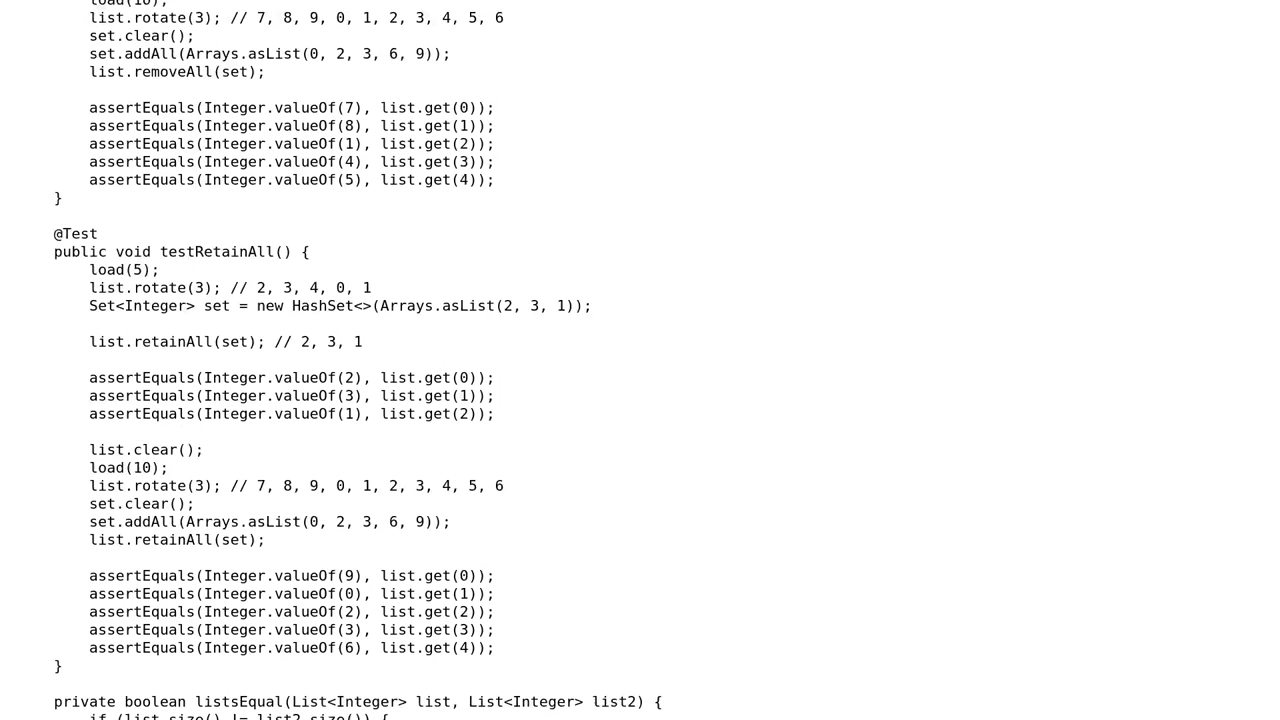 load(10);
list.rotate(3); // 7, 8, 9, 0, 1, 2, 3, 4, 5, 6
set.clear();
set.addAll(Arrays.asList(0, 2, 3, 6, 9));
list.removeAll(set);
assertEquals(Integer.valueOf(7), list.get(0));
assertEquals(Integer.valueOf(8), list.get(1));
assertEquals(Integer.valueOf(1), list.get(2));
assertEquals(Integer.valueOf(4), list.get(3));
assertEquals(Integer.valueOf(5), list.get(4));
}
@Test
public void testRetainAll() {
load(5);
list.rotate(3); // 2, 3, 4, 0, 1
Set<Integer> set = new HashSet<>(Arrays.asList(2, 3, 1));
list.retainAll(set); // 2, 3, 1
assertEquals(Integer.valueOf(2), list.get(0));
assertEquals(Integer.valueOf(3), list.get(1));
assertEquals(Integer.valueOf(1), list.get(2));
list.clear();
load(10);
list.rotate(3); // 7, 8, 9, 0, 1, 2, 3, 4, 5, 6
set.clear();
set.addAll(Arrays.asList(0, 2, 3, 6, 9));
list.retainAll(set);
assertEquals(Integer.valueOf(9), list.get(0));
assertEquals(Integer.valueOf(0), list.get(1));
assertEquals(Integer.valueOf(2), list.get(2));
assertEquals(Integer.valueOf(3), list.get(3));
assertEquals(Integer.valueOf(6), list.get(4));
}
private boolean listsEqual(List<Integer> list, List<Integer> list2) {
if (list.size() != list2.size()) {